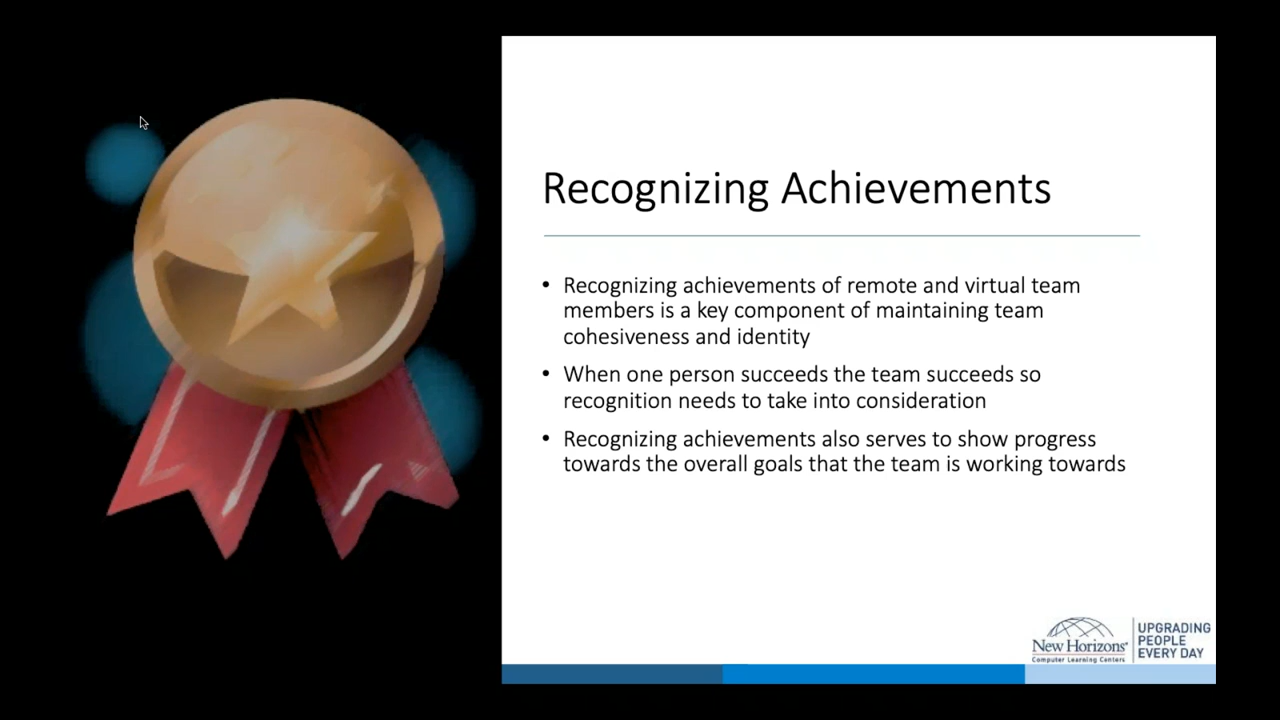 Recognizing Achievements
• Recognizing achievements of remote and virtual team
members is a key component of maintaining team
cohesiveness and identity
• When one person succeeds the team succeeds so
recognition needs to take into consideration
• Recognizing achievements also serves to show progress
towards the overall goals that the team is working towards
New Horizons®
Computer Learning Centers
UPGRADING
PEOPLE
EVERY DAY